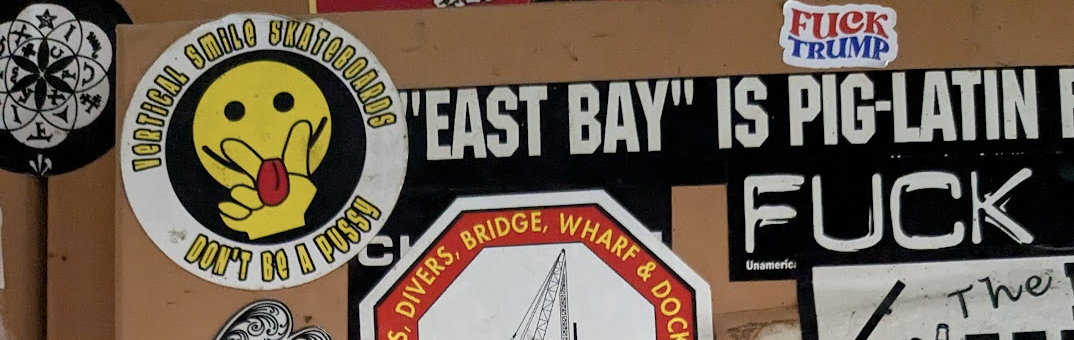 VERTICAL SMILE SKATEBOARDS
DON'T BE A PUSSY
FUCK
TRUMP
"EAST BAY" IS PIG-LATIN
FUCK
DIVERS, BRIDGE, WHARF & DOCK
The